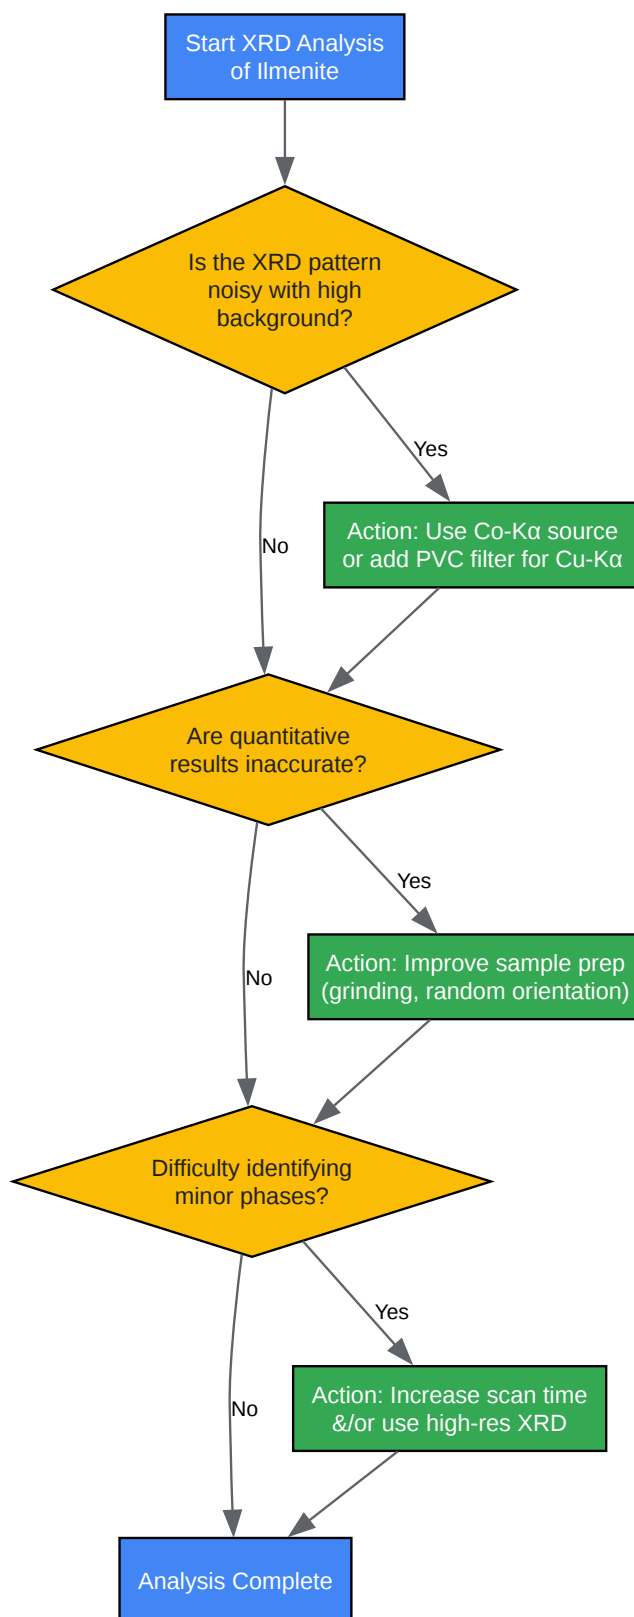 Start XRD Analysis
of Ilmenite
Is the XRD pattern
noisy with high
background?
Yes
No
Action: Use Co-Kα source
or add PVC filter for Cu-Kα
Are quantitative
results inaccurate?
Yes
No
Action: Improve sample prep
(grinding, random orientation)
Difficulty identifying
minor phases?
Yes
No
Action: Increase scan time
&/or use high-res XRD
Analysis Complete